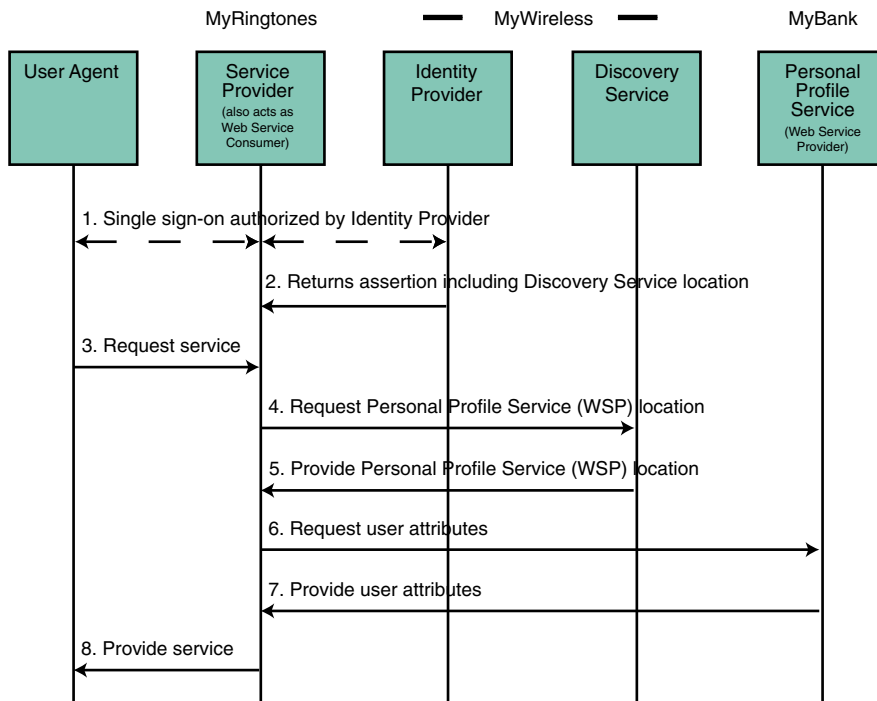 MyRingtones
MyWireless
MyBank
User Agent
Service
Provider
(also acts as
Web Service
Consumer)
Identity
Provider
Discovery
Service
Personal
Profile
Service
(Web Service
Provider)
1. Single sign-on authorized by Identity Provider
2. Returns assertion including Discovery Service location
3. Request service
4. Request Personal Profile Service (WSP) location
5. Provide Personal Profile Service (WSP) location
6. Request user attributes
7. Provide user attributes
8. Provide service